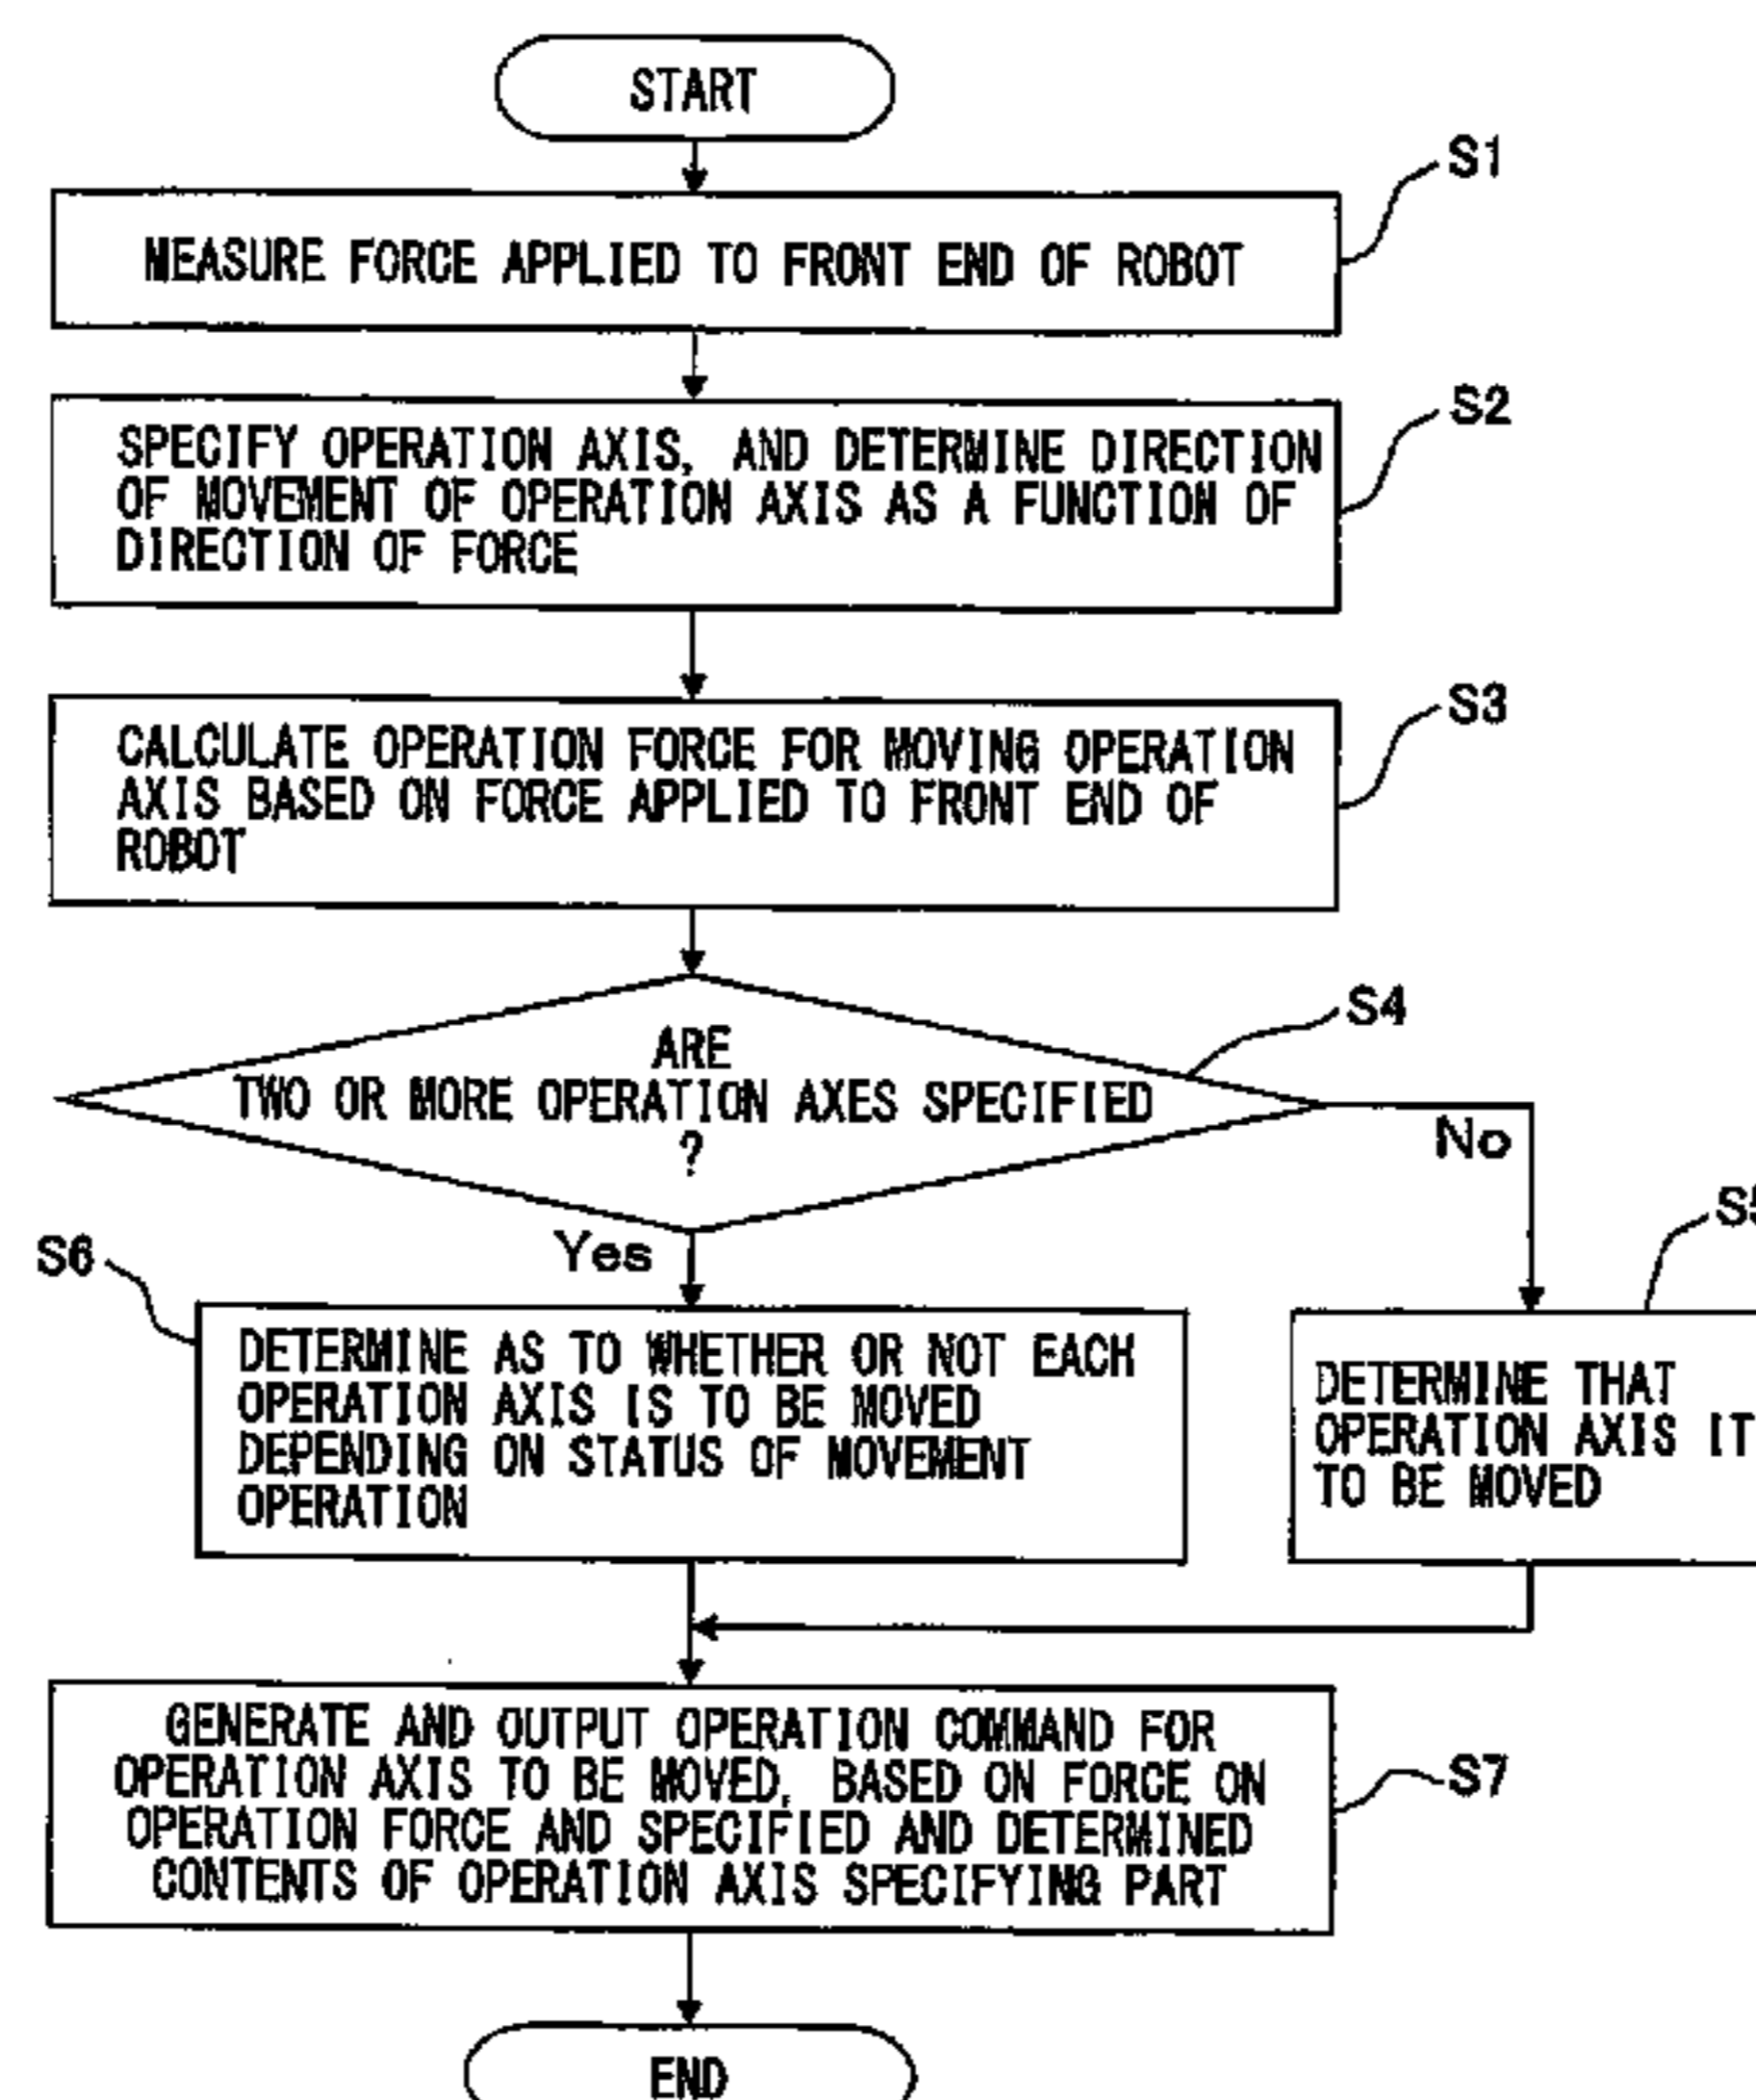 START
S1
MEASURE FORCE APPLIED TO FRONT END OF ROBOT
S2
SPECIFY OPERATION AXIS, AND DETERMINE DIRECTION
OF MOVEMENT OF OPERATION AXIS AS A FUNCTION OF
DIRECTION OF FORCE
S3
CALCULATE OPERATION FORCE FOR MOVING OPERATION
AXIS BASED ON FORCE APPLIED TO FRONT END OF
ROBOT
S4
ARE
TWO OR MORE OPERATION AXES SPECIFIED
?
No
Yes
S6
DETERMINE AS TO WHETHER OR NOT EACH
OPERATION AXIS IS TO BE MOVED
DEPENDING ON STATUS OF MOVEMENT
OPERATION
S5
DETERMINE THAT
OPERATION AXIS IT
TO BE MOVED
GENERATE AND OUTPUT OPERATION COMMAND FOR
OPERATION AXIS TO BE MOVED, BASED ON FORCE ON
OPERATION FORCE AND SPECIFIED AND DETERMINED
CONTENTS OF OPERATION AXIS SPECIFYING PART
S7
END